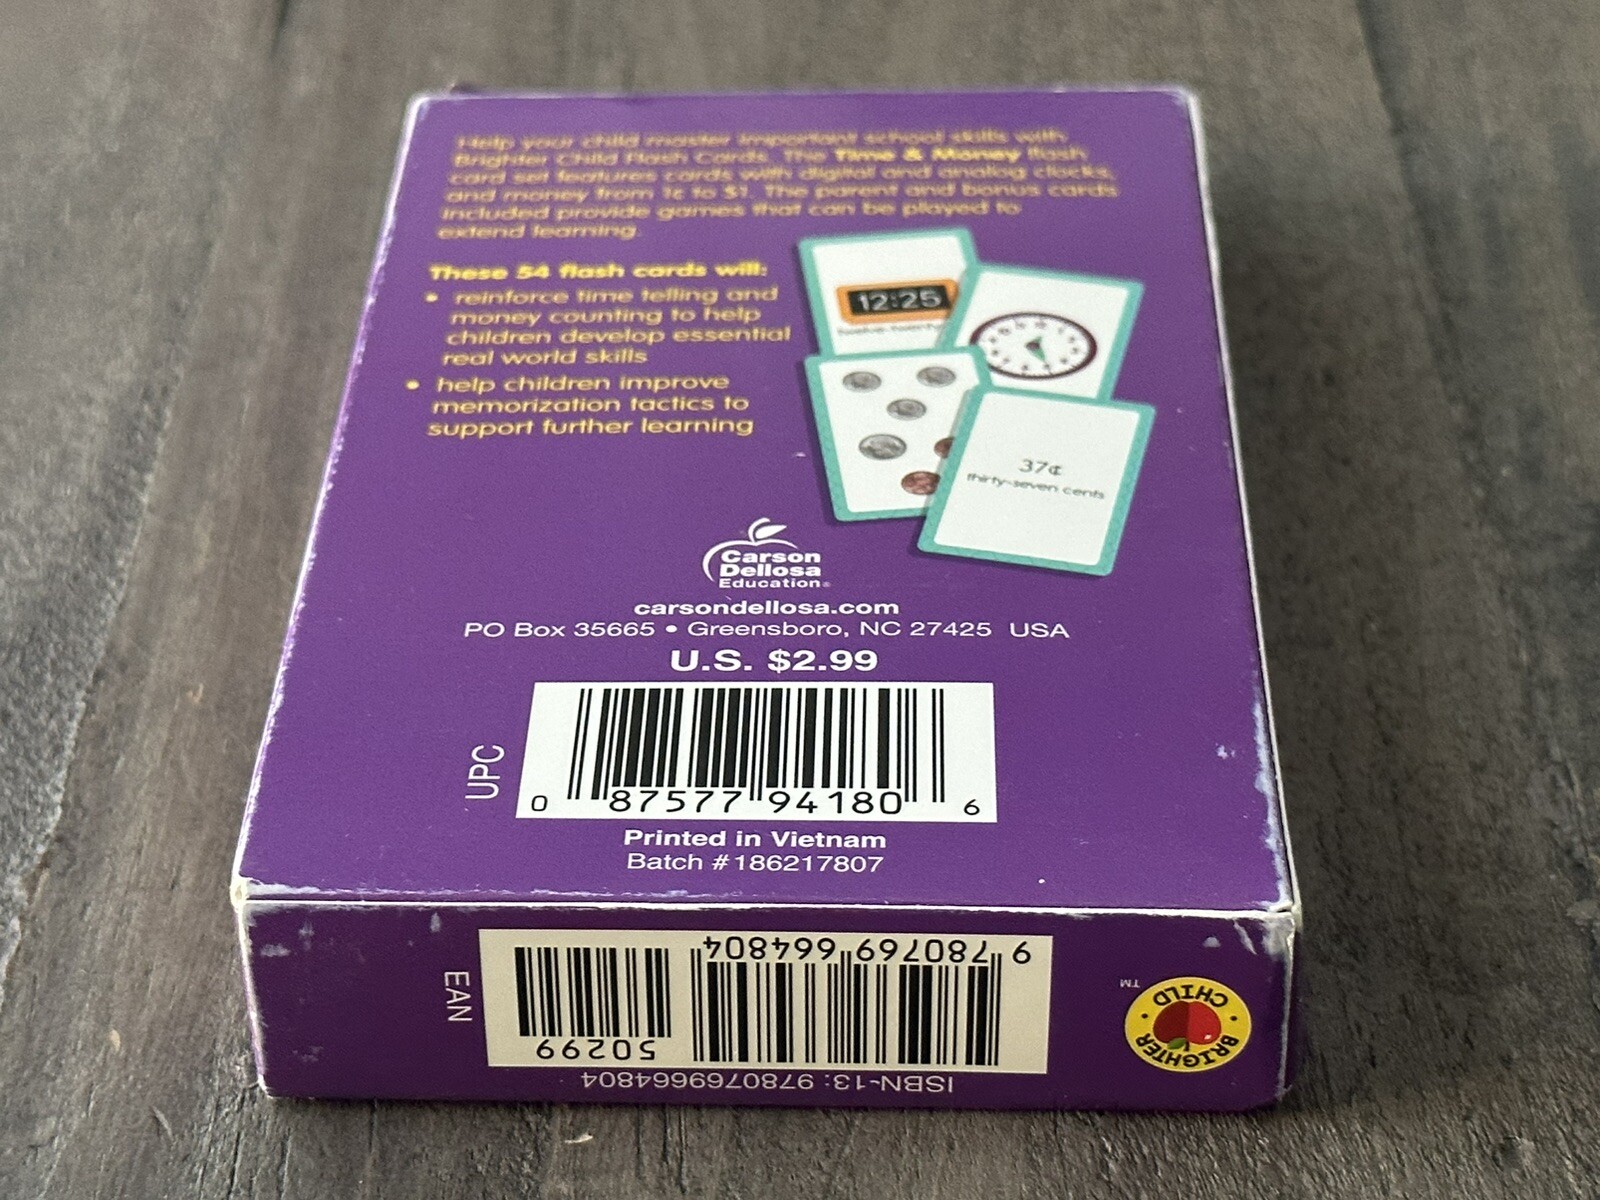 Help your child master important school skills with
Brighter Child Flash Cards. The Time & Money flash
card set features cards with digital and analog clocks,
and money from 1¢ to $1. The parent and bonus cards
included provide games that can be played to
extend learning.
These 54 flash cards will:
• reinforce time telling and
money counting to help
children develop essential
real world skills
• help children improve
memorization tactics to
support further learning
12:25
37¢
thirty-seven cents
Carson
Dellosa
Education®
carsondellosa.com
PO Box 35665 • Greensboro, NC 27425 USA
U.S. $2.99
UPC
0 87577 94180 6
Printed in Vietnam
Batch #186217807
EAN
ISBN-13: 9780769664804
50299
9 780769 664804
BRIGHTER CHILD
TM